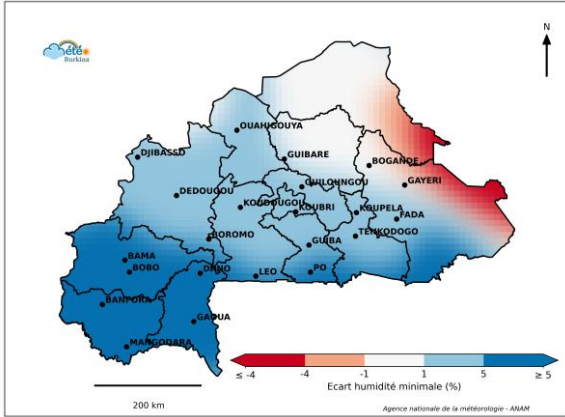 N
Météo
Burkina
OUAHIGOUYA
DJIBASSO
GUIBARE
BOGANDE
GUILOUNGOU
GAYERI
DEDOUGOU
KOUDOUGOU
KOUBRI
KOUPELA
FADA
BOROMO
TENKODOGO
GUIBA
BAMA
BOBO
DANO
LEO
PO
BANFORA
GAOUA
MANGODARA
≤ -4 -4 -1 1 5 ≥ 5
Ecart humidité minimale (%)
200 km
Agence nationale de la météorologie - ANAM